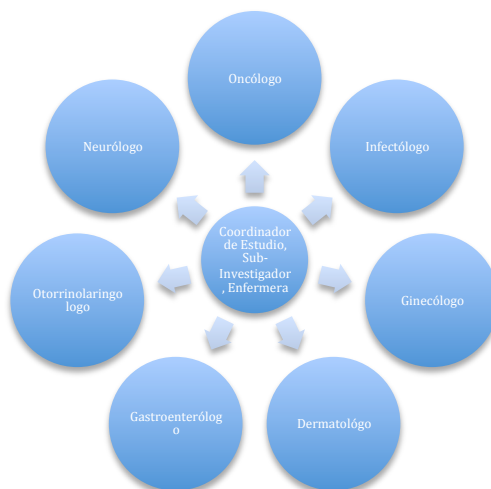 Oncólogo
Neurólogo
Infectólogo
Coordinador
de Estudio,
Sub-
Investigador
, Enfermera
Otorrinolaringo
logo
Ginecólogo
Gastroenterólog
o
Dermatológo